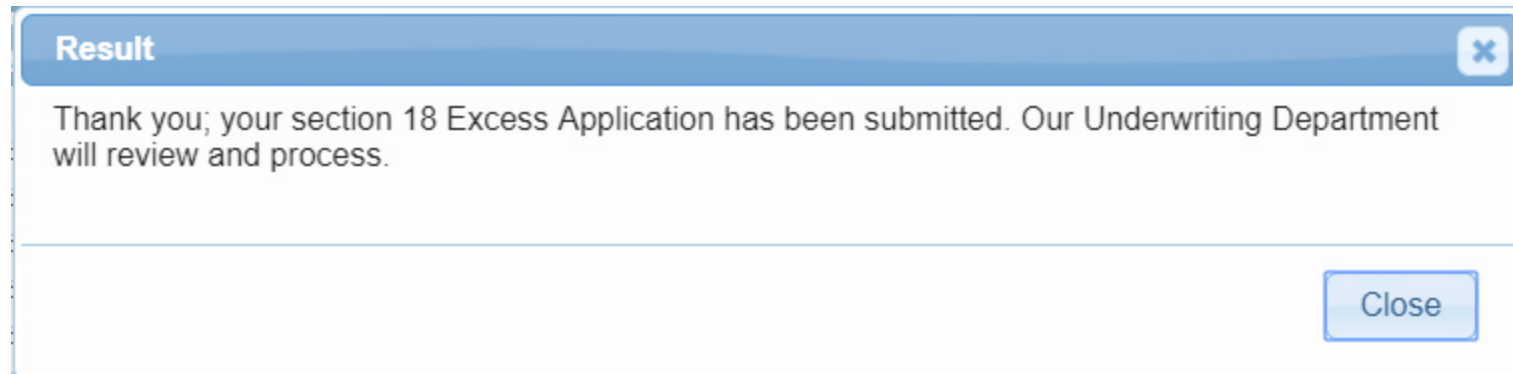 Result
Thank you; your section 18 Excess Application has been submitted. Our Underwriting Department
will review and process.
Close